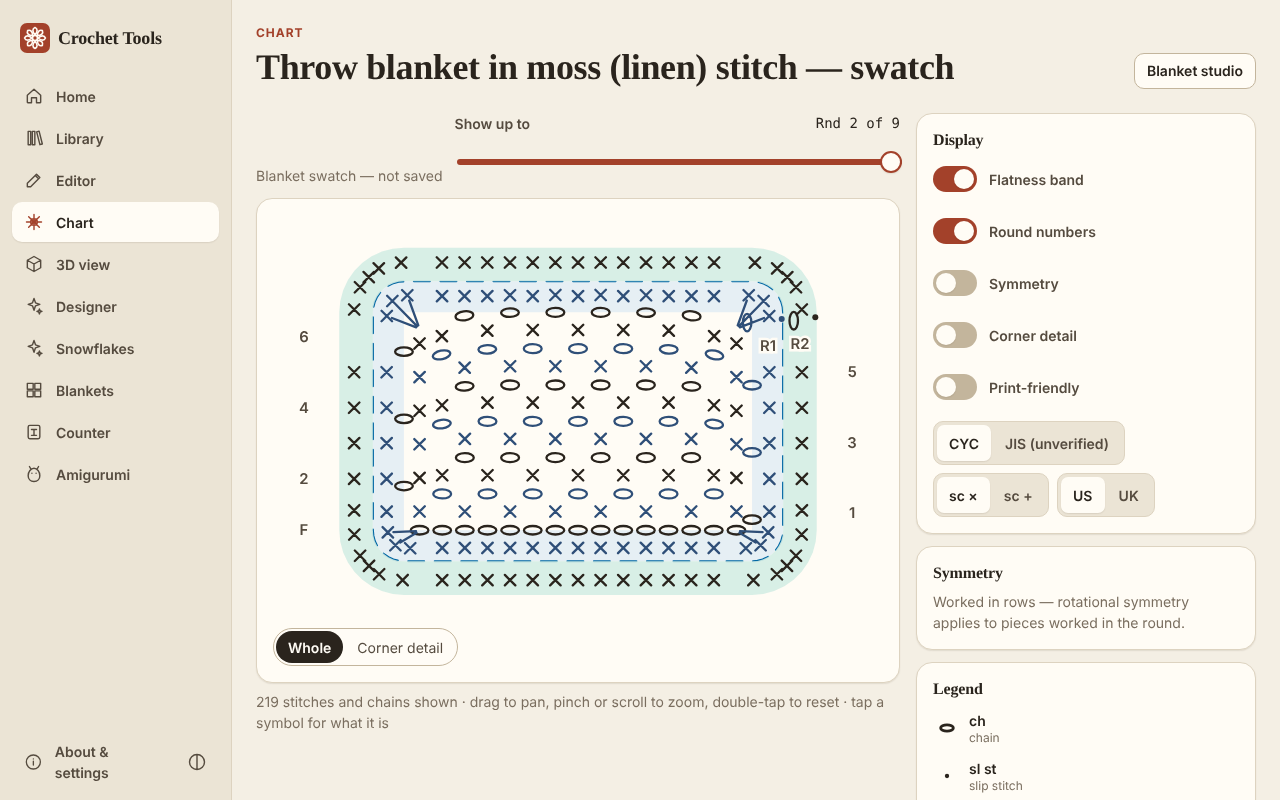 Crochet Tools
Home
Library
Editor
Chart
3D view
Designer
Snowflakes
Blankets
Counter
Amigurumi
About &
settings
CHART
Throw blanket in moss (linen) stitch — swatch
Blanket studio
Show up to
Rnd 2 of 9
Blanket swatch — not saved
6
4
2
F
5
3
1
R1
R2
Whole
Corner detail
219 stitches and chains shown · drag to pan, pinch or scroll to zoom, double-tap to reset · tap a
symbol for what it is
Display
Flatness band
Round numbers
Symmetry
Corner detail
Print-friendly
CYC
JIS (unverified)
sc ×
sc +
US
UK
Symmetry
Worked in rows — rotational symmetry
applies to pieces worked in the round.
Legend
ch
chain
sl st
slip stitch